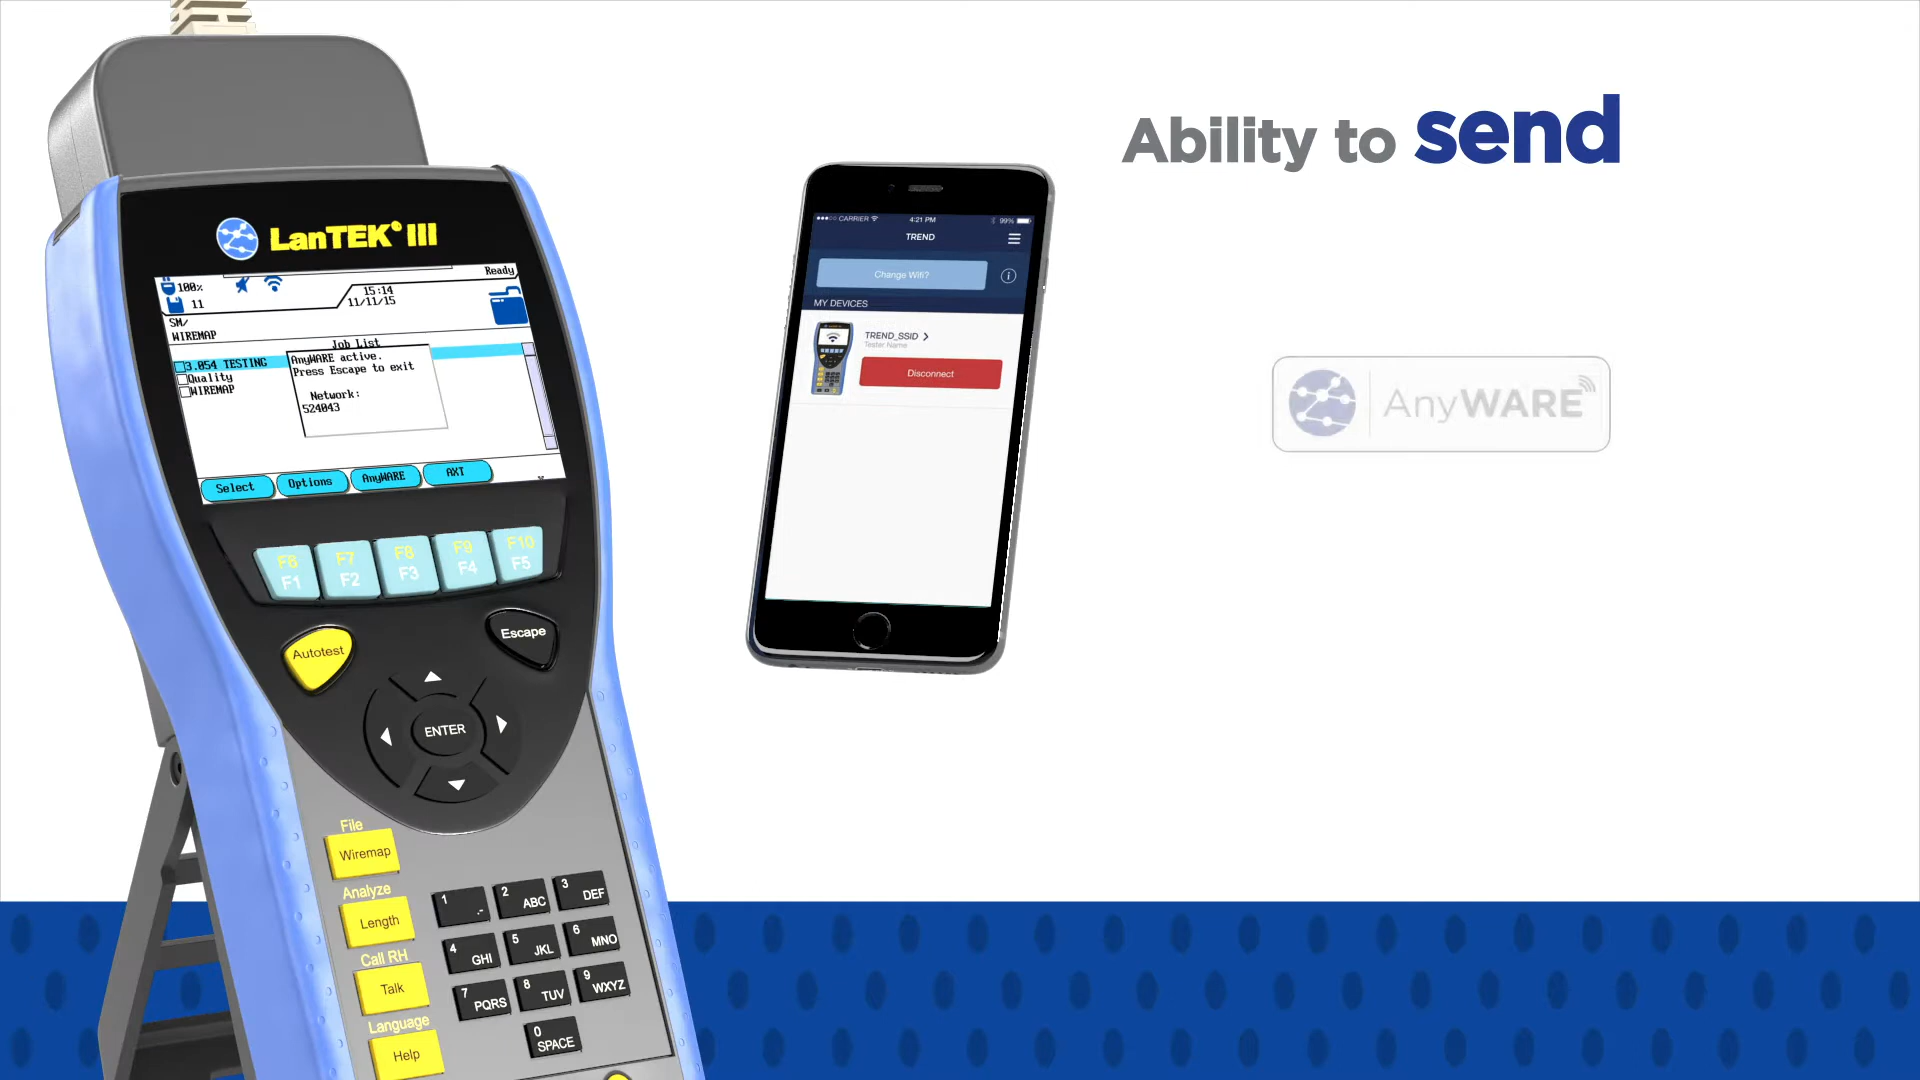 Ability to send
LanTEK III
100%
11
15:14
11/11/15
Ready
SM/
WIREMAP
Job List
3.054 TESTING
Quality
WIREMAP
AnyWARE active.
Press Escape to exit
Network:
524043
Select
Options
AnyWARE
AXT
F6 F7 F8 F9 F10
F1 F2 F3 F4 F5
Autotest
Escape
ENTER
File
Wiremap
Analyze
Length
Call RH
Talk
Language
Help
1 .-
2 ABC
3 DEF
4 GHI
5 JKL
6 MNO
7 PQRS
8 TUV
9 WXYZ
0 SPACE
CARRIER 4:21 PM 99%
TREND
Change Wifi?
MY DEVICES
TREND_SSID
Tester Name
Disconnect
AnyWARE